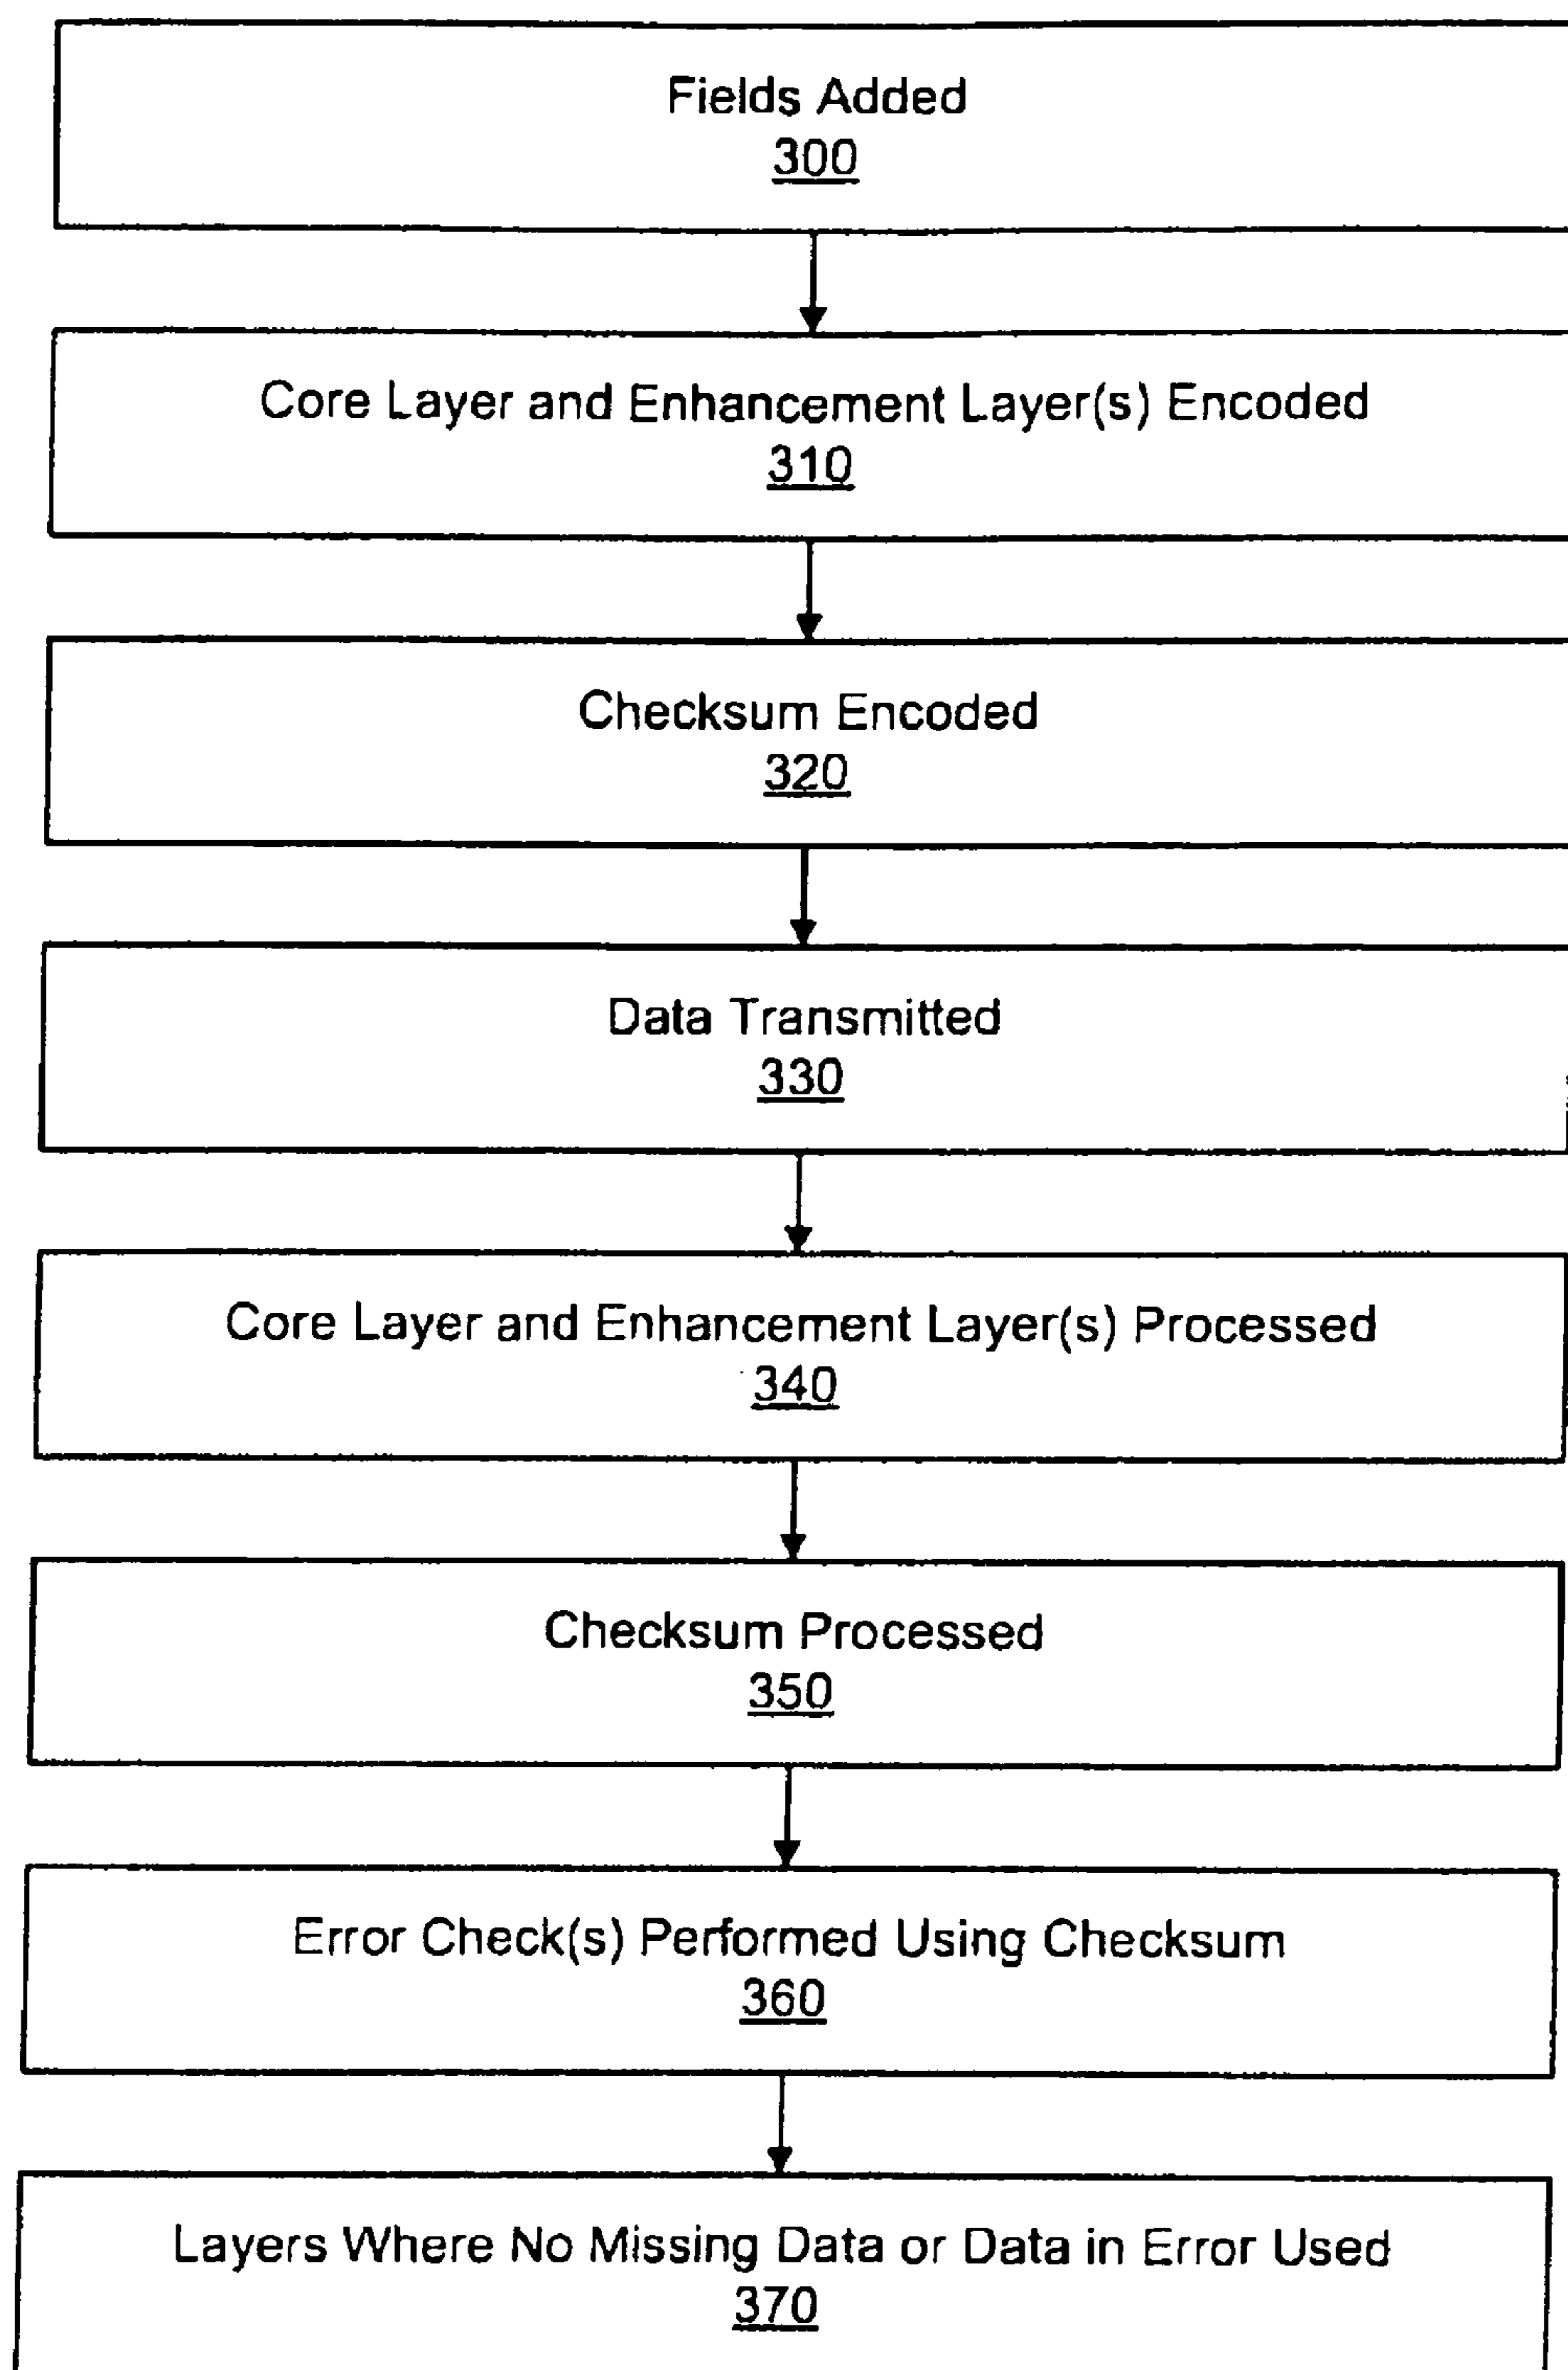 Fields Added
300
Core Layer and Enhancement Layer(s) Encoded
310
Checksum Encoded
320
Data Transmitted
330
Core Layer and Enhancement Layer(s) Processed
340
Checksum Processed
350
Error Check(s) Performed Using Checksum
360
Layers Where No Missing Data or Data in Error Used
370